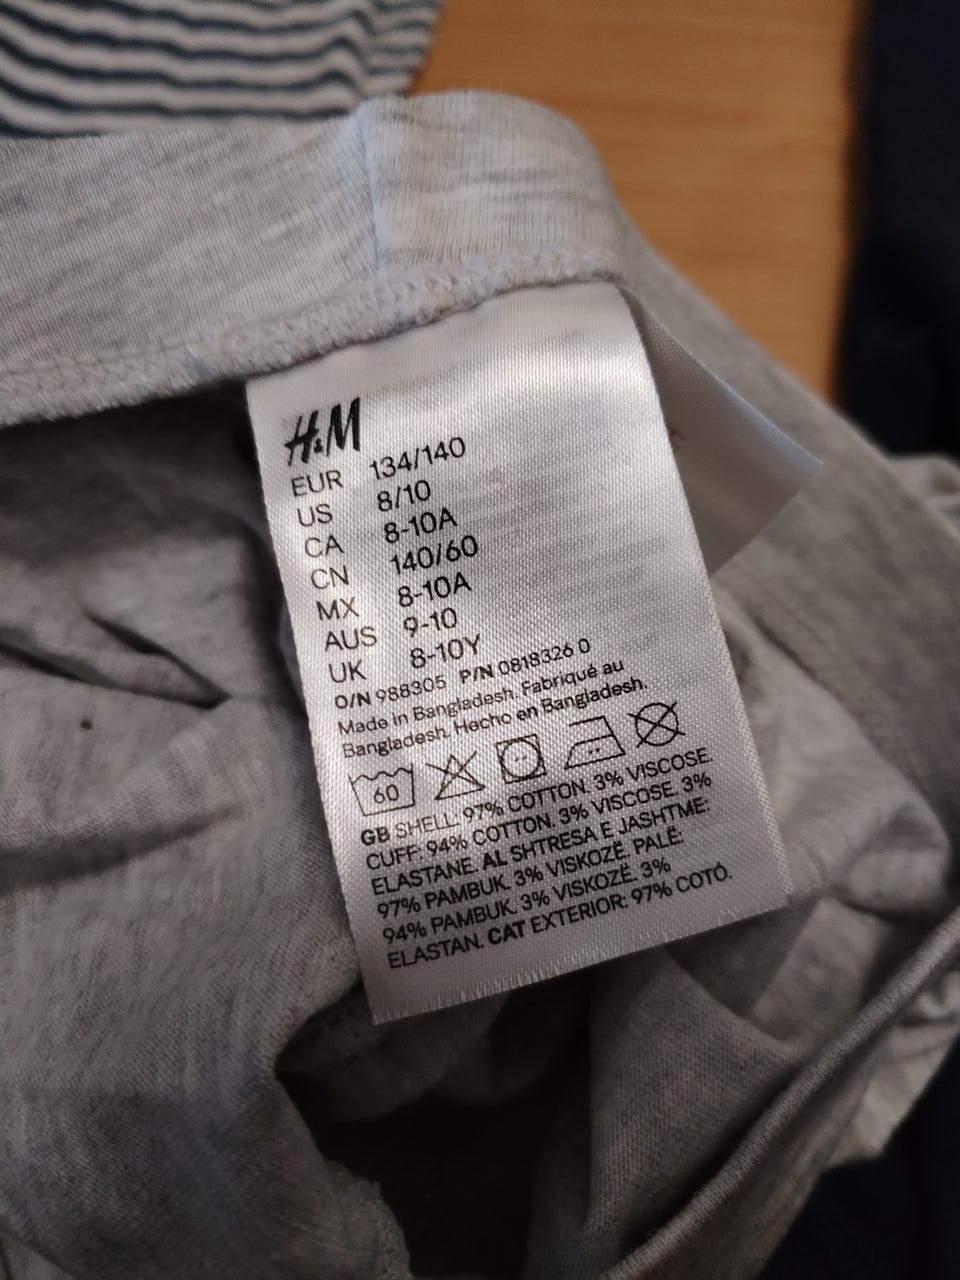 H&M
EUR 134/140
US 8/10
CA 8-10A
CN 140/60
MX 8-10A
AUS 9-10
UK 8-10Y
O/N 988305 P/N 0818326 0
Made in Bangladesh. Fabriqué au
Bangladesh. Hecho en Bangladesh.
60
GB SHELL: 97% COTTON. 3% VISCOSE.
CUFF: 94% COTTON. 3% VISCOSE. 3%
ELASTANE. AL SHTRESA E JASHTME:
97% PAMBUK. 3% VISKOZË. PALË:
94% PAMBUK. 3% VISKOZË. 3%
ELASTAN. CAT EXTERIOR: 97% COTÓ.